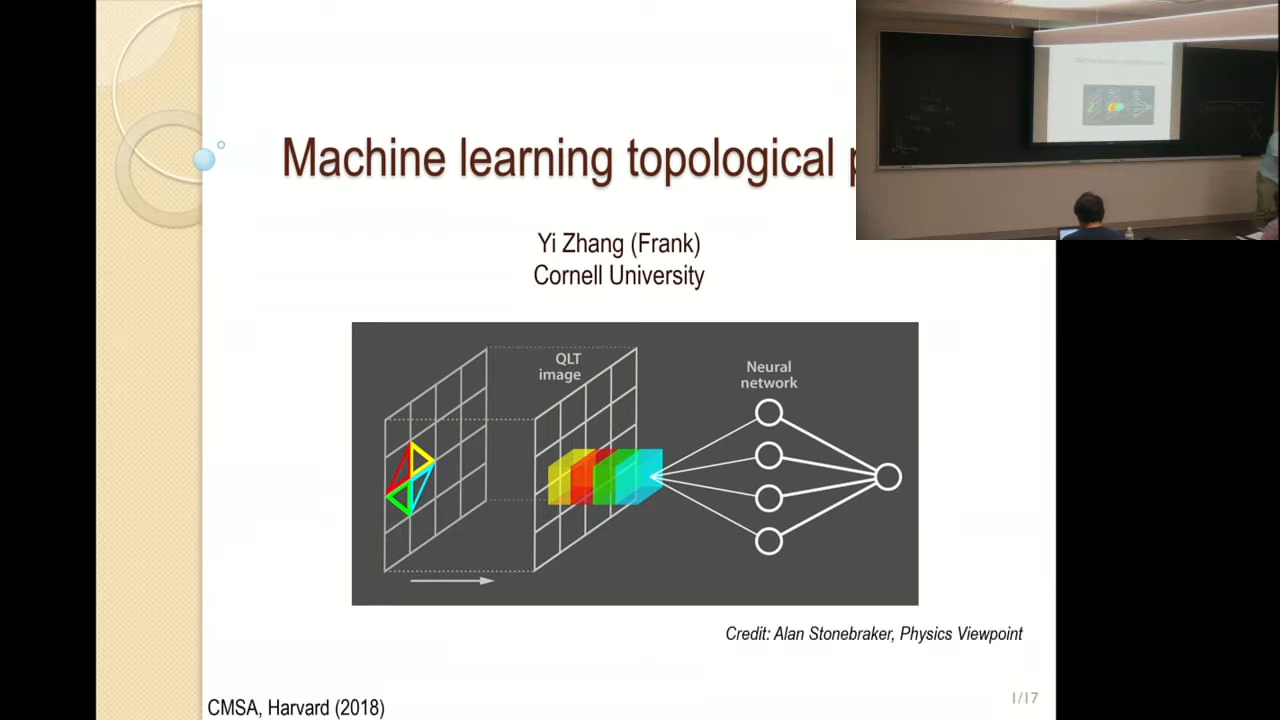 Machine learning topological
Yi Zhang (Frank)
Cornell University
QLT
image
Neural
network
Credit: Alan Stonebraker, Physics Viewpoint
CMSA, Harvard (2018)
1/17